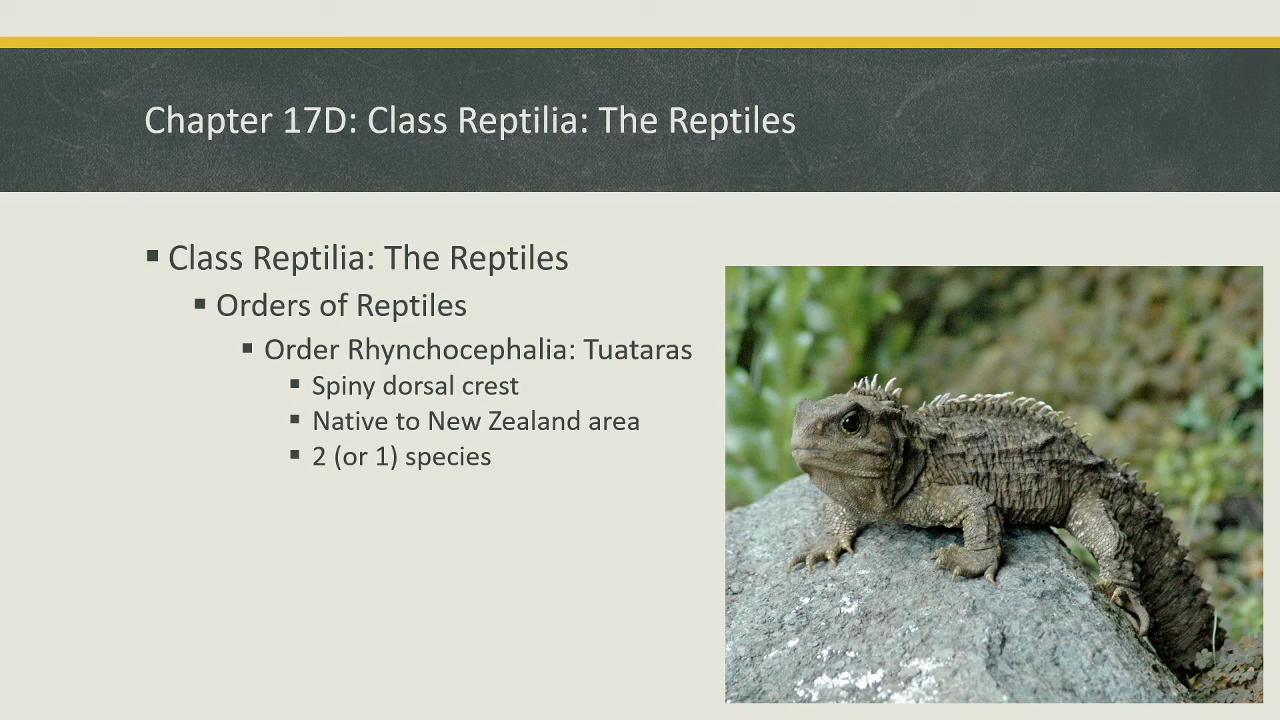 Chapter 17D: Class Reptilia: The Reptiles
▪ Class Reptilia: The Reptiles
▪ Orders of Reptiles
▪ Order Rhynchocephalia: Tuataras
▪ Spiny dorsal crest
▪ Native to New Zealand area
▪ 2 (or 1) species